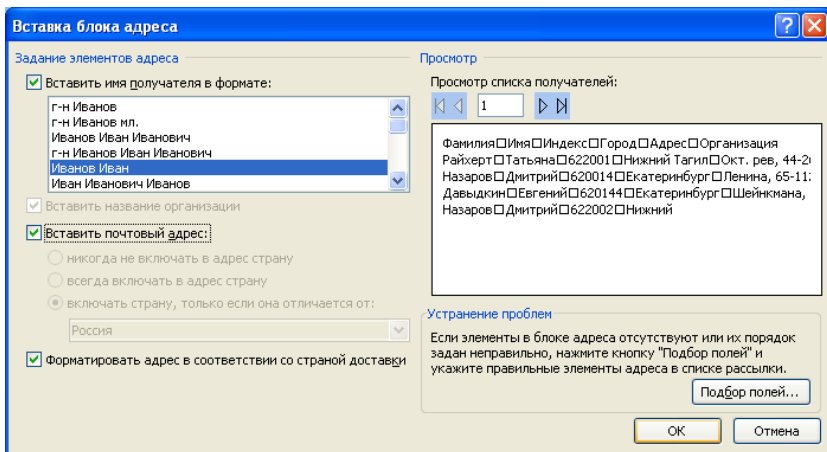 Вставка блока адреса
Задание элементов адреса
Вставить имя получателя в формате:
г-н Иванов
г-н Иванов мл.
Иванов Иван Иванович
г-н Иванов Иван Иванович
Иванов Иван
Иван Иванович Иванов
Вставить название организации
Вставить почтовый адрес:
никогда не включать в адрес страну
всегда включать в адрес страну
включать страну, только если она отличается от:
Россия
Форматировать адрес в соответствии со страной доставки
Просмотр
Просмотр списка получателей:
1
Фамилия□Имя□Индекс□Город□Адрес□Организация
Райхерт□Татьяна□622001□Нижний Тагил□Окт. рев, 44-2
Назаров□Дмитрий□620014□Екатеринбург□Ленина, 65-11
Давыдкин□Евгений□620144□Екатеринбург□Шейнкмана,
Назаров□Дмитрий□622002□Нижний
Устранение проблем
Если элементы в блоке адреса отсутствуют или их порядок
задан неправильно, нажмите кнопку "Подбор полей" и
укажите правильные элементы адреса в списке рассылки.
Подбор полей...
ОК
Отмена